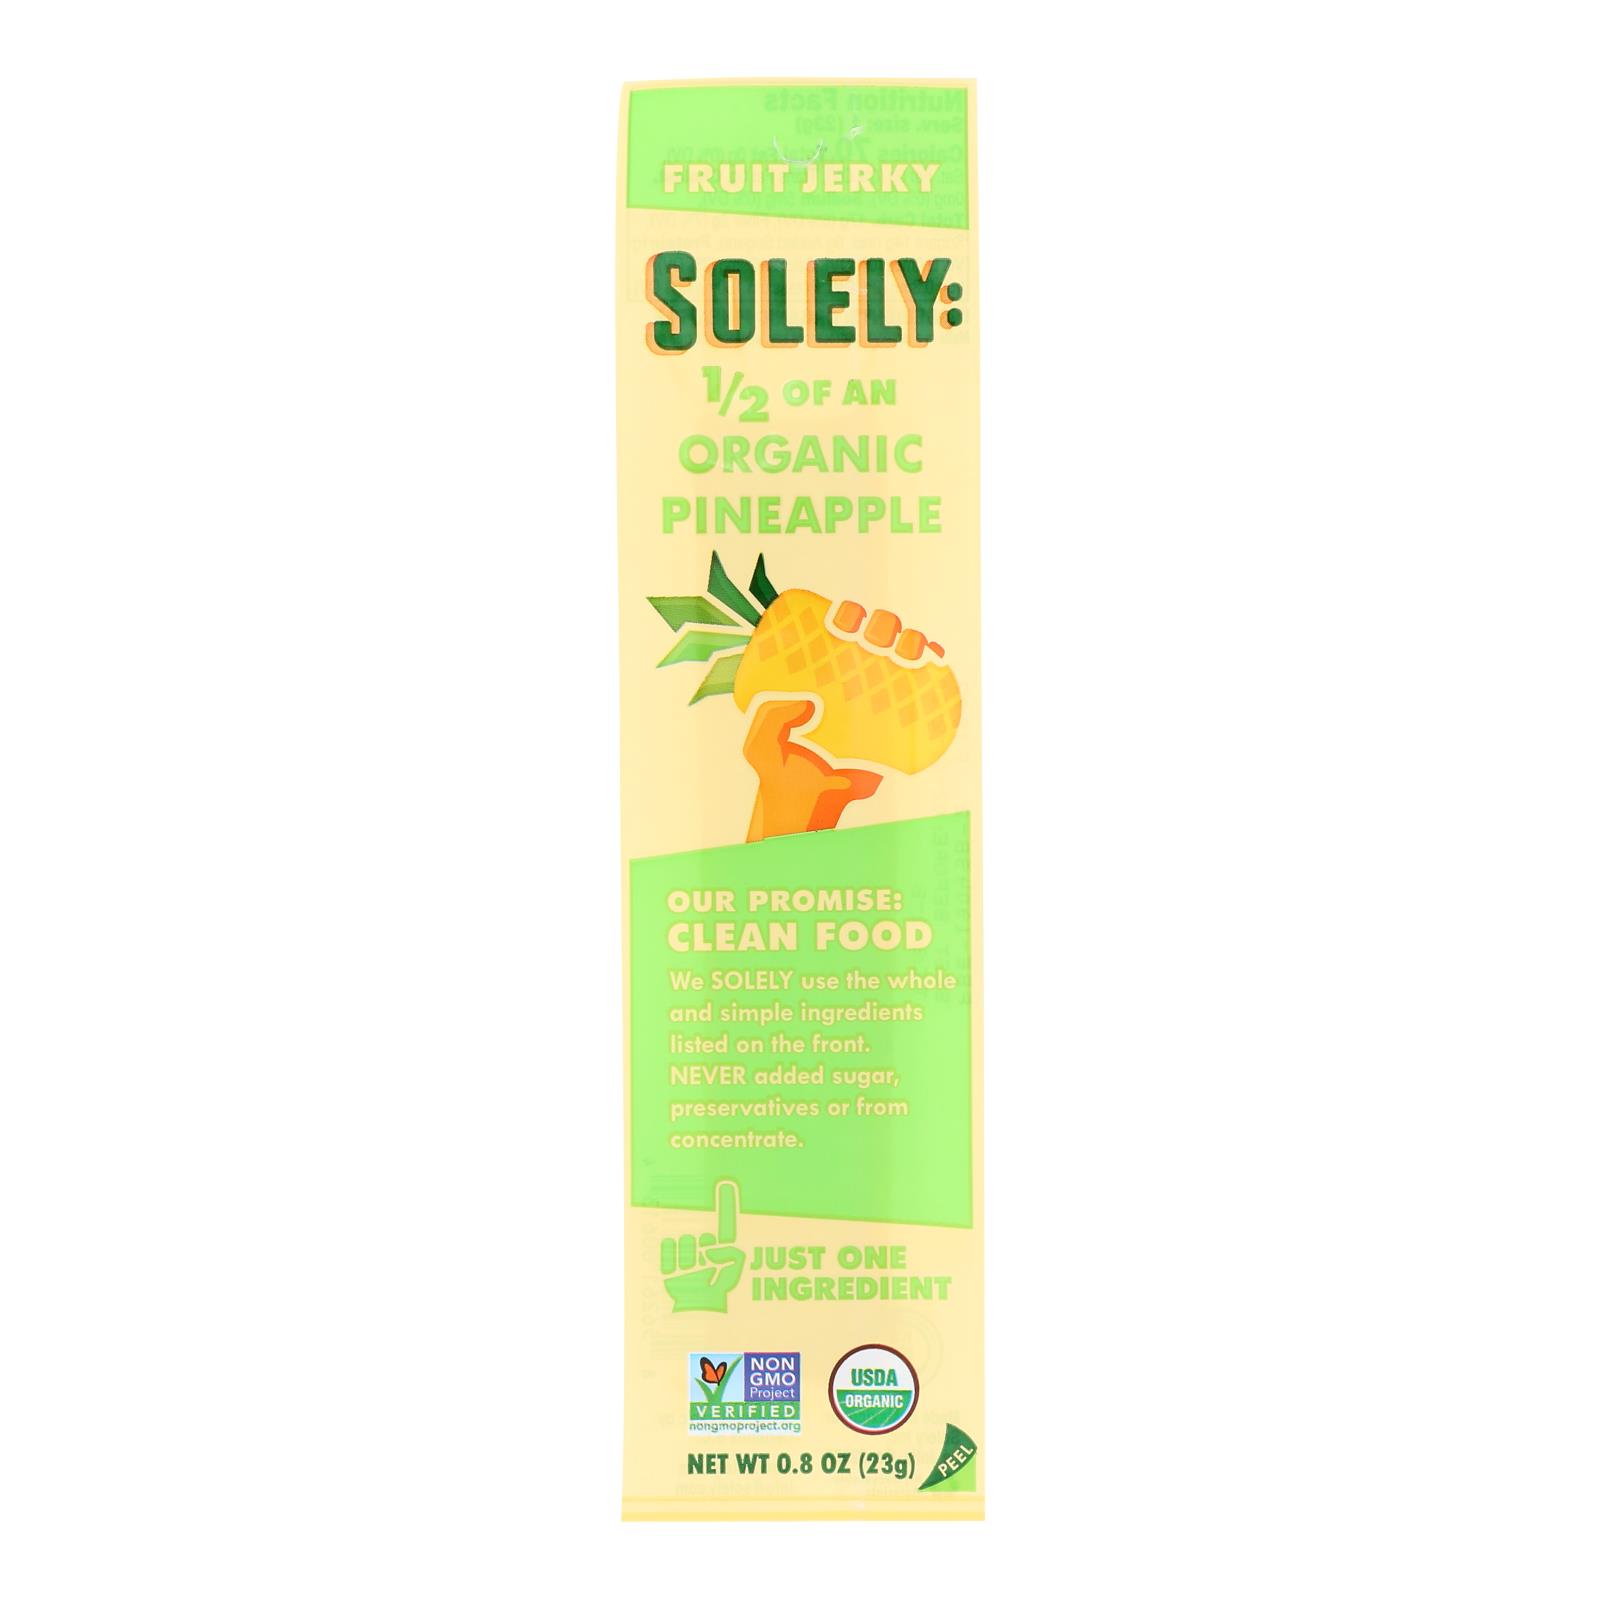 FRUIT JERKY
SOLELY:
1/2 OF AN
ORGANIC
PINEAPPLE
OUR PROMISE:
CLEAN FOOD
We SOLELY use the whole
and simple ingredients
listed on the front.
NEVER added sugar,
preservatives or from
concentrate.
JUST ONE
INGREDIENT
NON
GMO
Project
VERIFIED
nongmoproject.org
USDA
ORGANIC
NET WT 0.8 OZ (23g)
PEEL